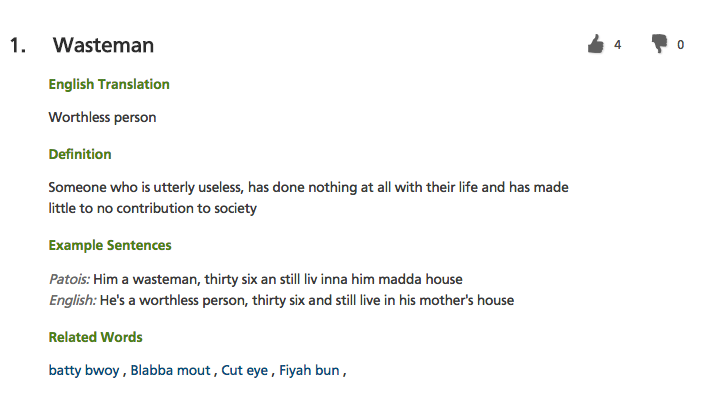 1. Wasteman 4 0
English Translation
Worthless person
Definition
Someone who is utterly useless, has done nothing at all with their life and has made
little to no contribution to society
Example Sentences
Patois: Him a wasteman, thirty six an still liv inna him madda house
English: He's a worthless person, thirty six and still live in his mother's house
Related Words
batty bwoy , Blabba mout , Cut eye , Fiyah bun ,